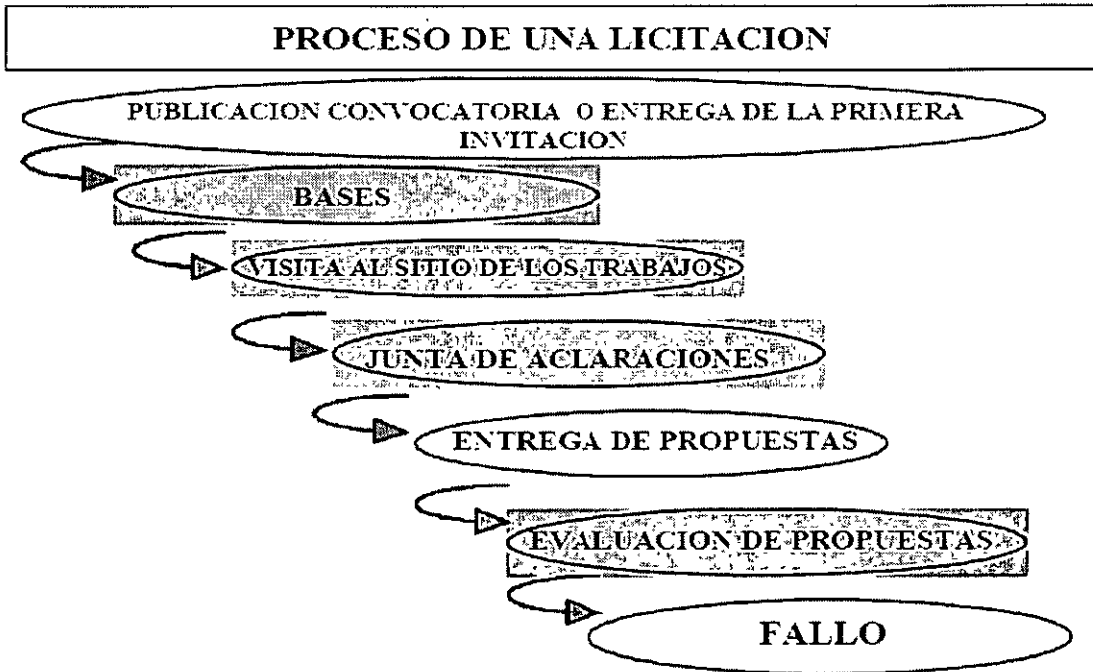 PROCESO DE UNA LICITACION
PUBLICACION CONVOCATORIA O ENTREGA DE LA PRIMERA
INVITACION
BASES
VISITA AL SITIO DE LOS TRABAJOS
JUNTA DE ACLARACIONES
ENTREGA DE PROPUESTAS
EVALUACION DE PROPUESTAS
FALLO